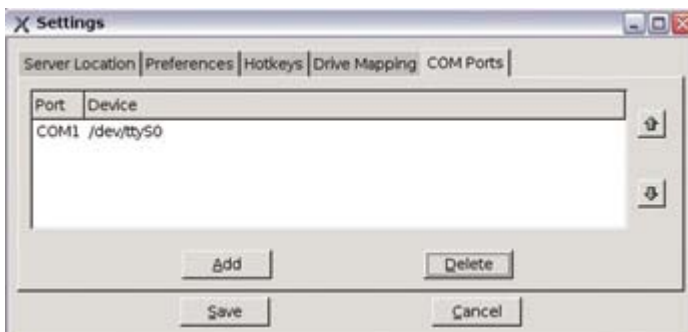 Settings
Server Location Preferences Hotkeys Drive Mapping COM Ports
Port Device
COM1 /dev/ttyS0
Add Delete
Save Cancel